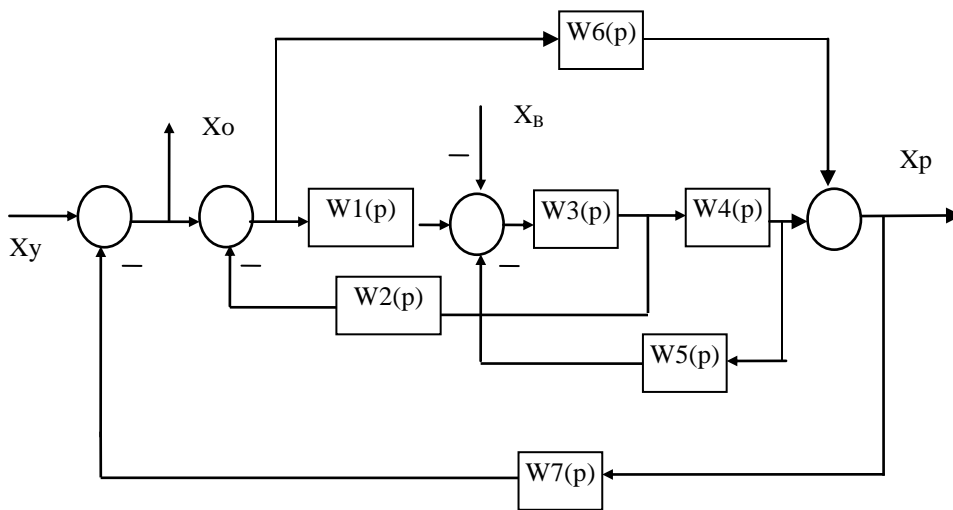 W6(p)
Xo
Xв
Xp
W1(p)
W3(p)
W4(p)
Xy
W2(p)
W5(p)
W7(p)